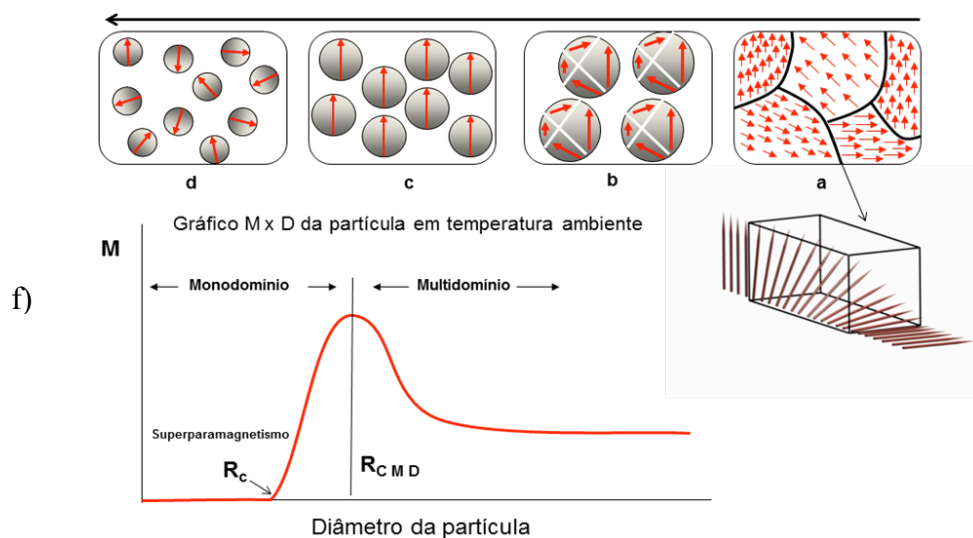 d
c
b
a
Gráfico M x D da partícula em temperatura ambiente
M
Monodomínio
Multidomínio
f)
Superparamagnetismo
Rc
RC M D
Diâmetro da partícula